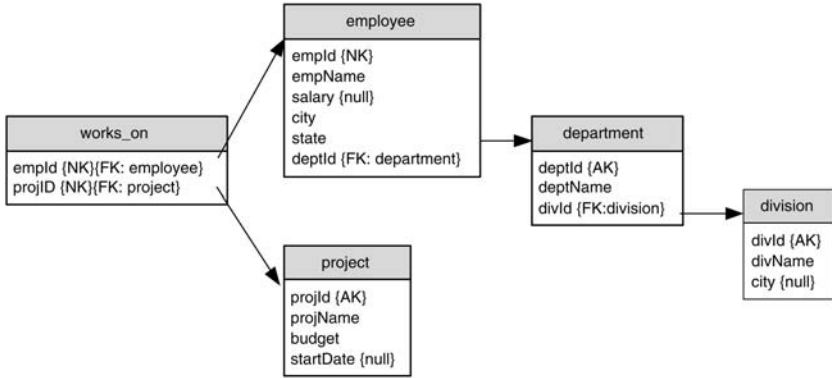 employee
empId {NK}
empName
salary {null}
city
state
deptId {FK: department}
works_on
empId {NK}{FK: employee}
projID {NK}{FK: project}
department
deptId {AK}
deptName
divId {FK:division}
division
divId {AK}
divName
city {null}
project
projId {AK}
projName
budget
startDate {null}